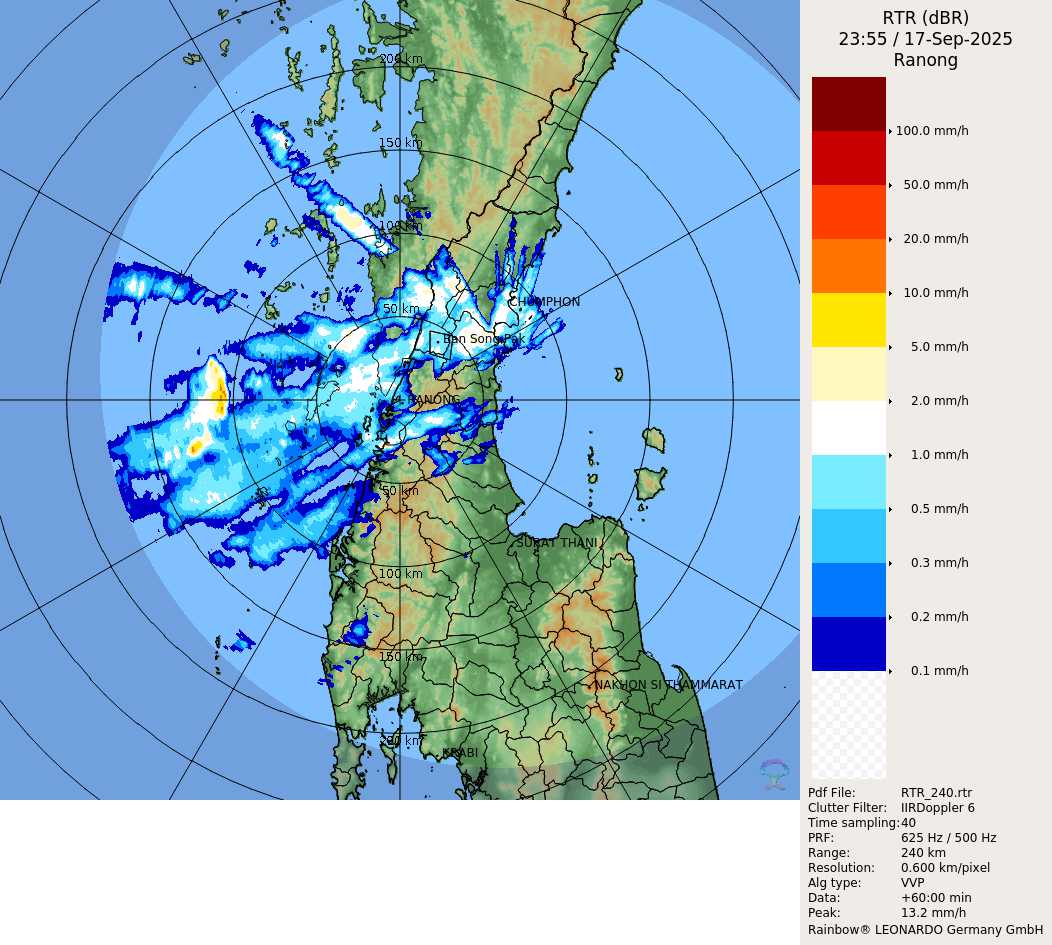 RTR (dBR)
23:55 / 17-Sep-2025
Ranong
100.0 mm/h
50.0 mm/h
20.0 mm/h
10.0 mm/h
5.0 mm/h
2.0 mm/h
1.0 mm/h
0.5 mm/h
0.3 mm/h
0.2 mm/h
0.1 mm/h
200 km
150 km
100 km
50 km
CHUMPHON
Ban Song Pak
RANONG
50 km
SURAT THANI
100 km
150 km
NAKHON SI THAMMARAT
200 km
KRABI
Pdf File: RTR_240.rtr
Clutter Filter: IIRDoppler 6
Time sampling:40
PRF: 625 Hz / 500 Hz
Range: 240 km
Resolution: 0.600 km/pixel
Alg type: VVP
Data: +60:00 min
Peak: 13.2 mm/h
Rainbow® LEONARDO Germany GmbH